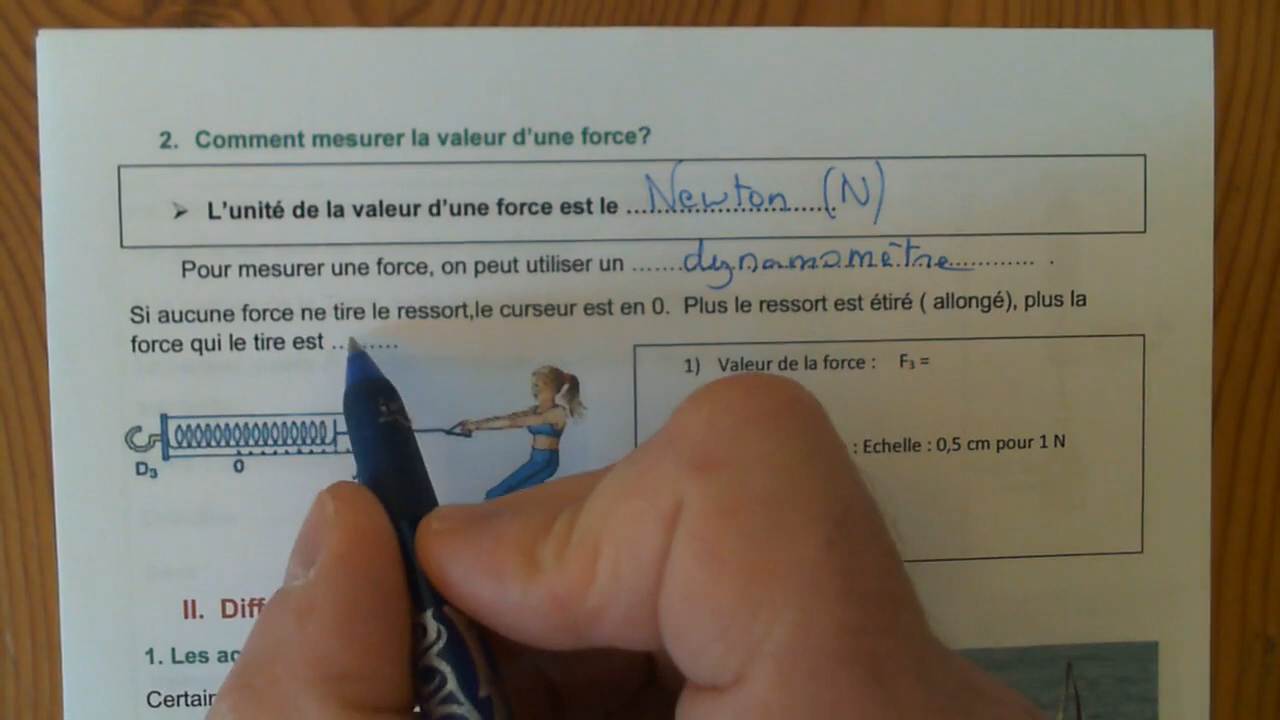 2. Comment mesurer la valeur d'une force?
➢ L'unité de la valeur d'une force est le ...Newton (N)
Pour mesurer une force, on peut utiliser un .......dynamomètre............ .
Si aucune force ne tire le ressort,le curseur est en 0. Plus le ressort est étiré ( allongé), plus la
force qui le tire est .........
1) Valeur de la force : F₃ =
: Echelle : 0,5 cm pour 1 N
D₃ 0
II. Diff
1. Les ac
Certain